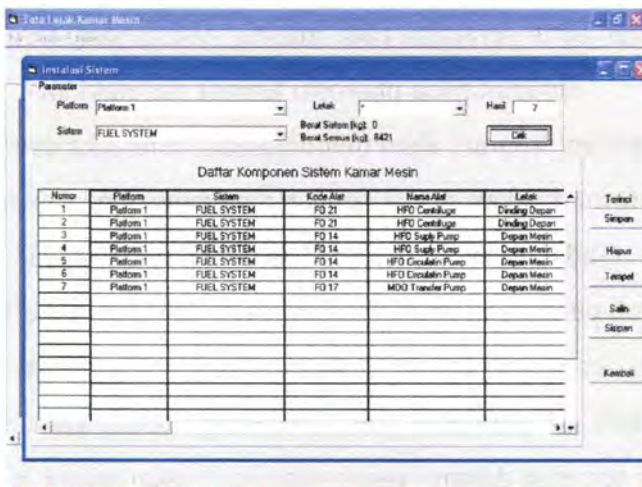 Tata Letak Kamar Mesin
Instalasi Sistem
Parameter
Platform Platform 1 Letak * Hasil 7
Sistem FUEL SYSTEM Berat Sistem [kg]: 0
Berat Semua [kg]: 8421 Cek
Daftar Komponen Sistem Kamar Mesin
Nomor Platform Sistem Kode Alat Nama Alat Letak
1 Platform 1 FUEL SYSTEM FO 21 HFO Centrifuge Dinding Depan
2 Platform 1 FUEL SYSTEM FO 21 HFO Centrifuge Dinding Depan
3 Platform 1 FUEL SYSTEM FO 14 HFO Suply Pump Depan Mesin
4 Platform 1 FUEL SYSTEM FO 14 HFO Suply Pump Depan Mesin
5 Platform 1 FUEL SYSTEM FO 14 HFO Circulatin Pump Depan Mesin
6 Platform 1 FUEL SYSTEM FO 14 HFO Circulatin Pump Depan Mesin
7 Platform 1 FUEL SYSTEM FO 17 MDO Transfer Pump Depan Mesin
Terinci
Simpan
Hapus
Tempel
Salin
Sisipan
Kembali